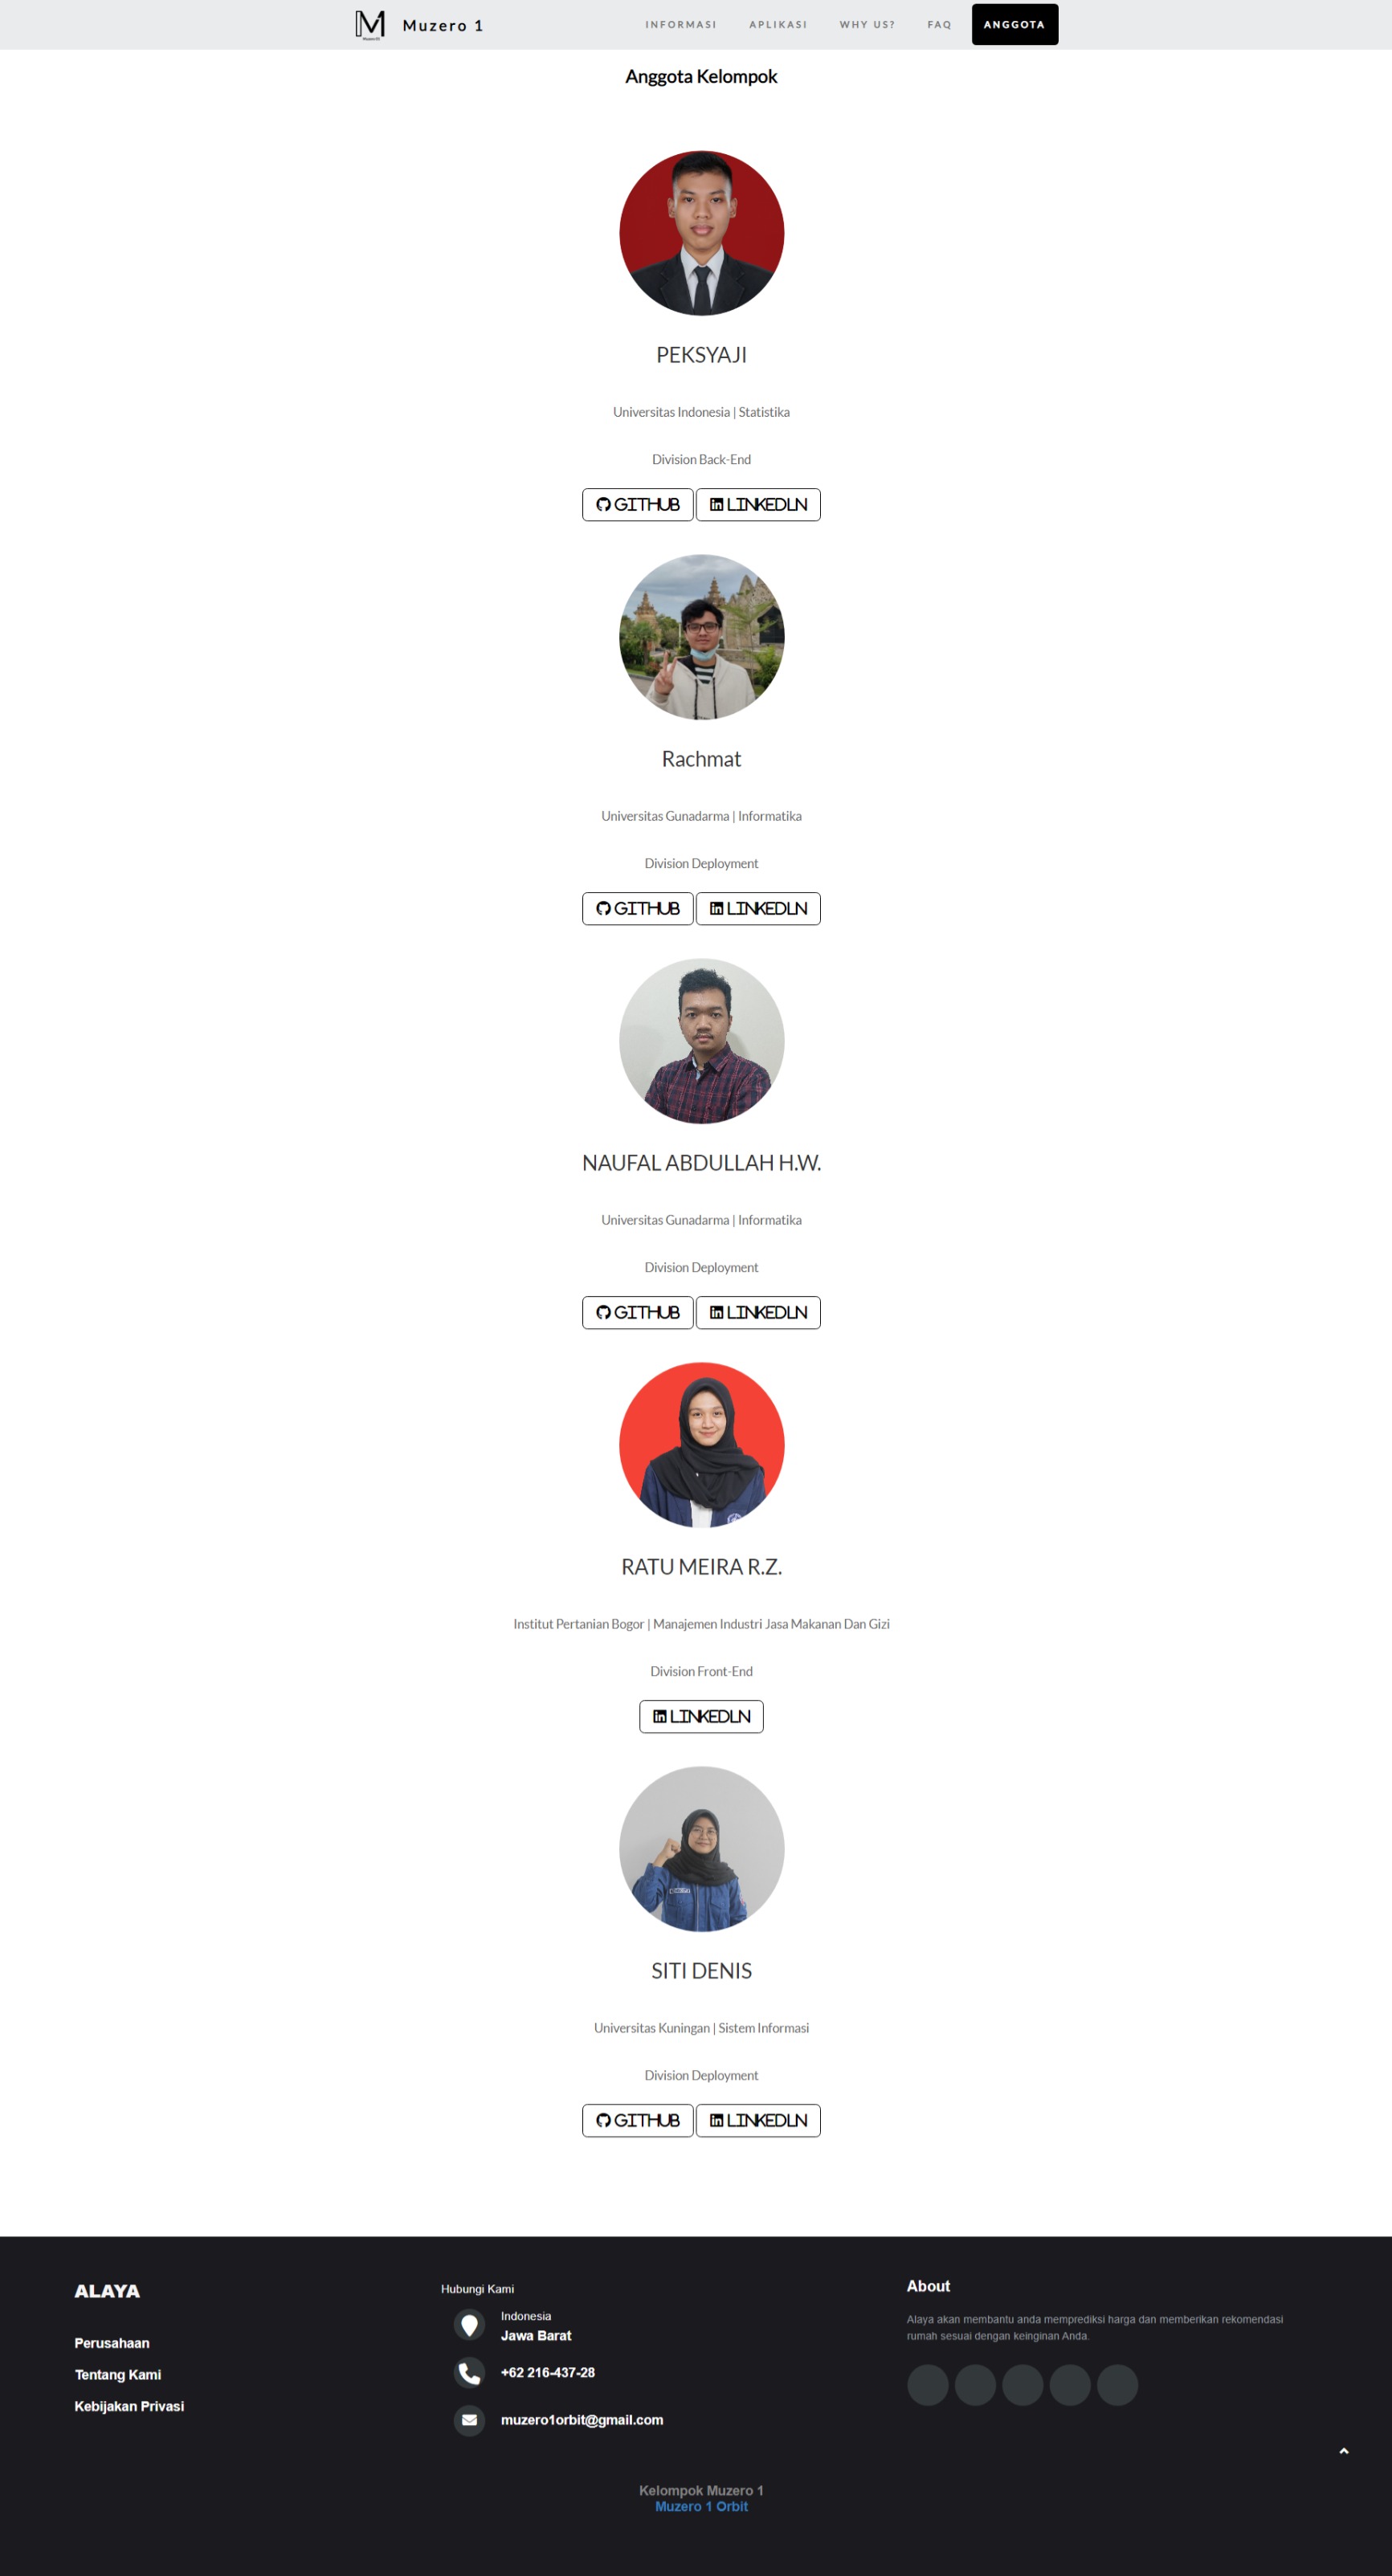 Muzero 1
INFORMASI
APLIKASI
WHY US?
FAQ
ANGGOTA
Anggota Kelompok
PEKSYAJI
Universitas Indonesia | Statistika
Division Back-End
GITHUB
LINKEDLN
Rachmat
Universitas Gunadarma | Informatika
Division Deployment
GITHUB
LINKEDLN
NAUFAL ABDULLAH H.W.
Universitas Gunadarma | Informatika
Division Deployment
GITHUB
LINKEDLN
RATU MEIRA R.Z.
Institut Pertanian Bogor | Manajemen Industri Jasa Makanan Dan Gizi
Division Front-End
LINKEDLN
SITI DENIS
Universitas Kuningan | Sistem Informasi
Division Deployment
GITHUB
LINKEDLN
ALAYA
Perusahaan
Tentang Kami
Kebijakan Privasi
Hubungi Kami
Indonesia
Jawa Barat
+62 216-437-28
muzero1orbit@gmail.com
About
Alaya akan membantu anda memprediksi harga dan memberikan rekomendasi
rumah sesuai dengan keinginan Anda.
Kelompok Muzero 1
Muzero 1 Orbit